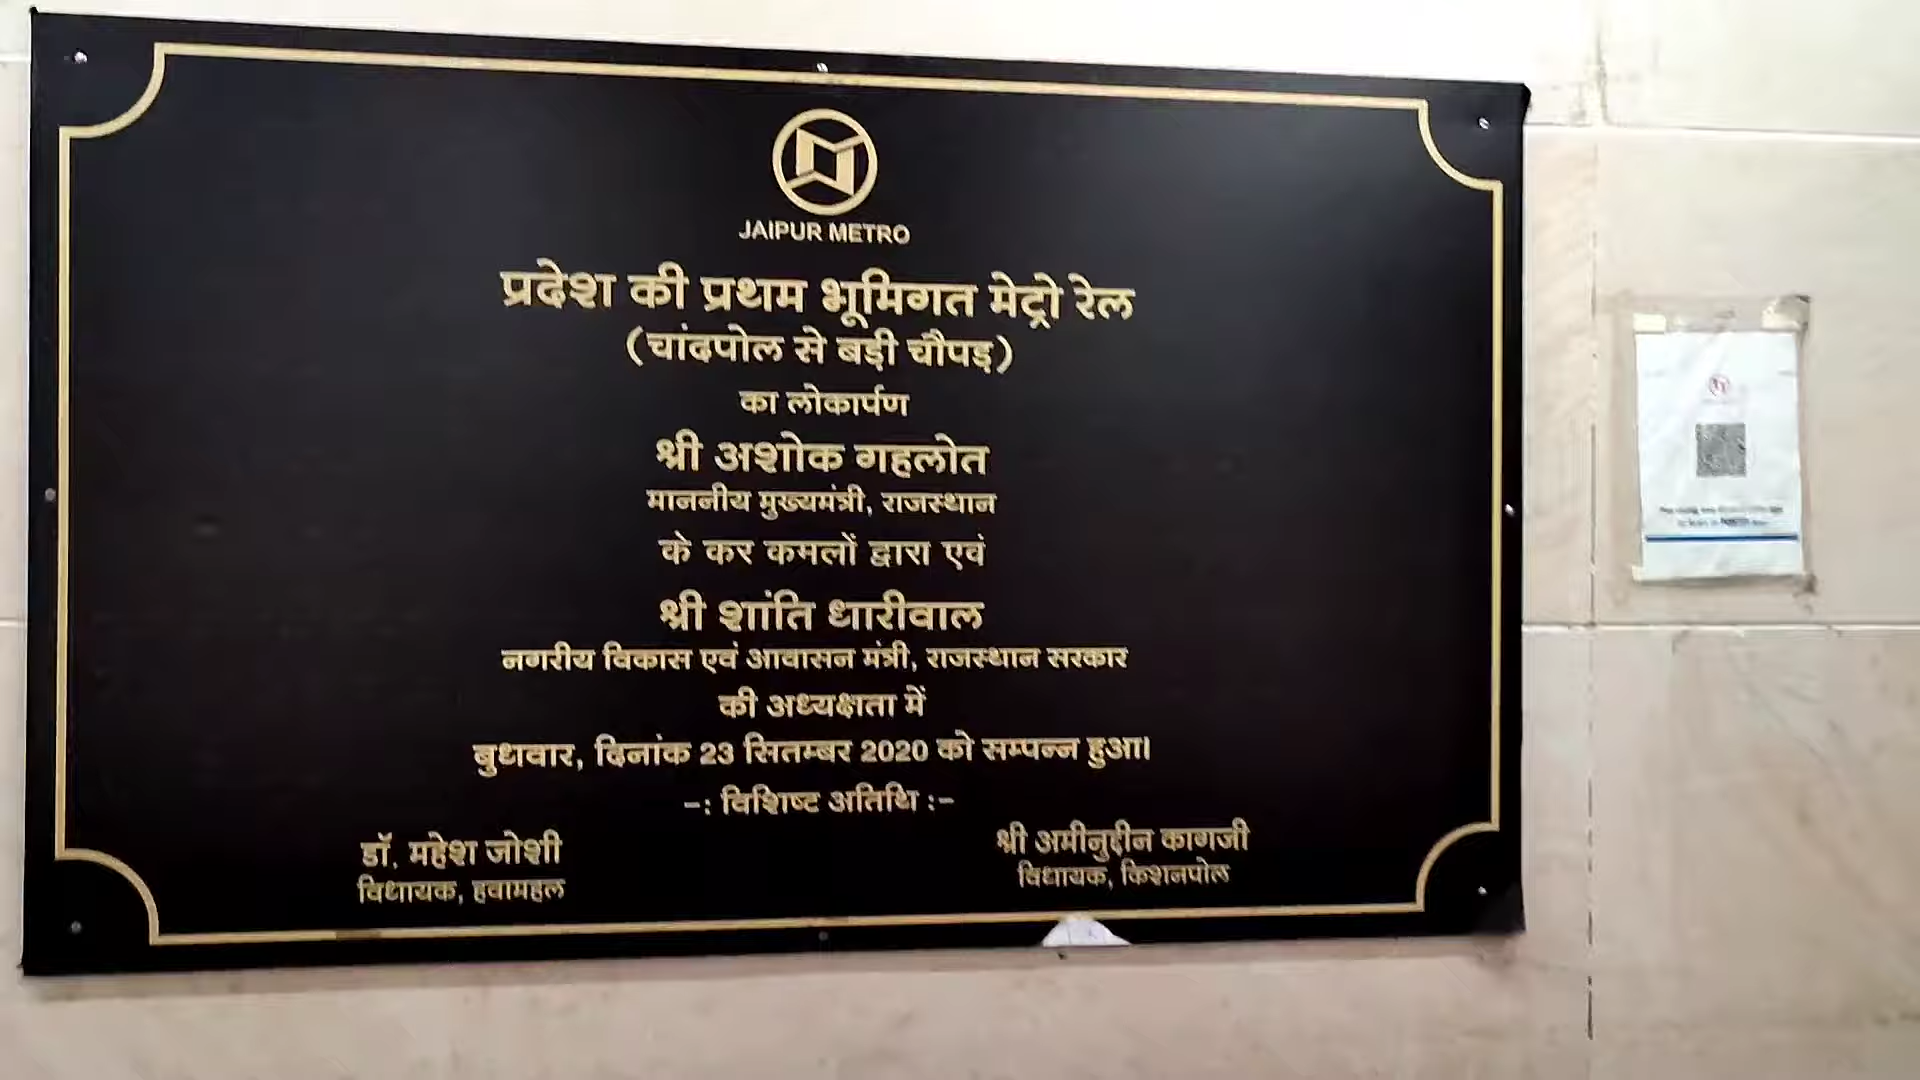 JAIPUR METRO
प्रदेश की प्रथम भूमिगत मेट्रो रेल
(चांदपोल से बड़ी चौपड़)
का लोकार्पण
श्री अशोक गहलोत
माननीय मुख्यमंत्री, राजस्थान
के कर कमलों द्वारा एवं
श्री शांति धारीवाल
नगरीय विकास एवं आवासन मंत्री, राजस्थान सरकार
की अध्यक्षता में
बुधवार, दिनांक 23 सितम्बर 2020 को सम्पन्न हुआ।
-: विशिष्ट अतिथि :-
डॉ. महेश जोशी
विधायक, हवामहल
श्री अमीनुद्दीन कागजी
विधायक, किशनपोल